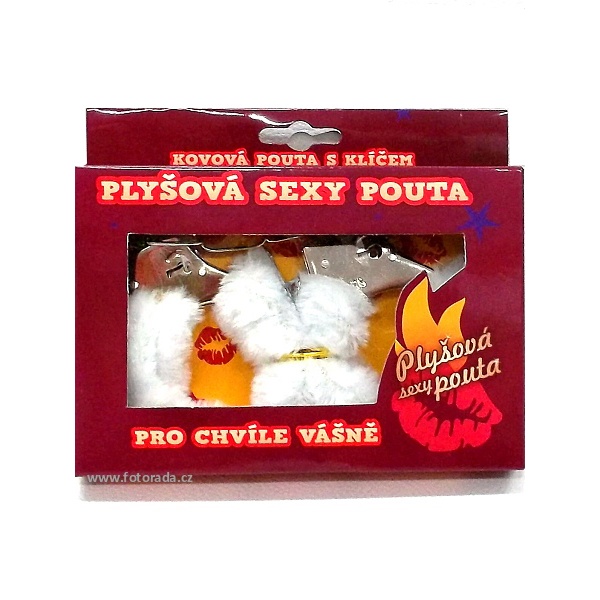 KOVOVÁ POUTA S KLÍČEM
PLYŠOVÁ SEXY POUTA
Plyšová
sexy pouta
PRO CHVÍLE VÁŠNĚ
www.fotorada.cz